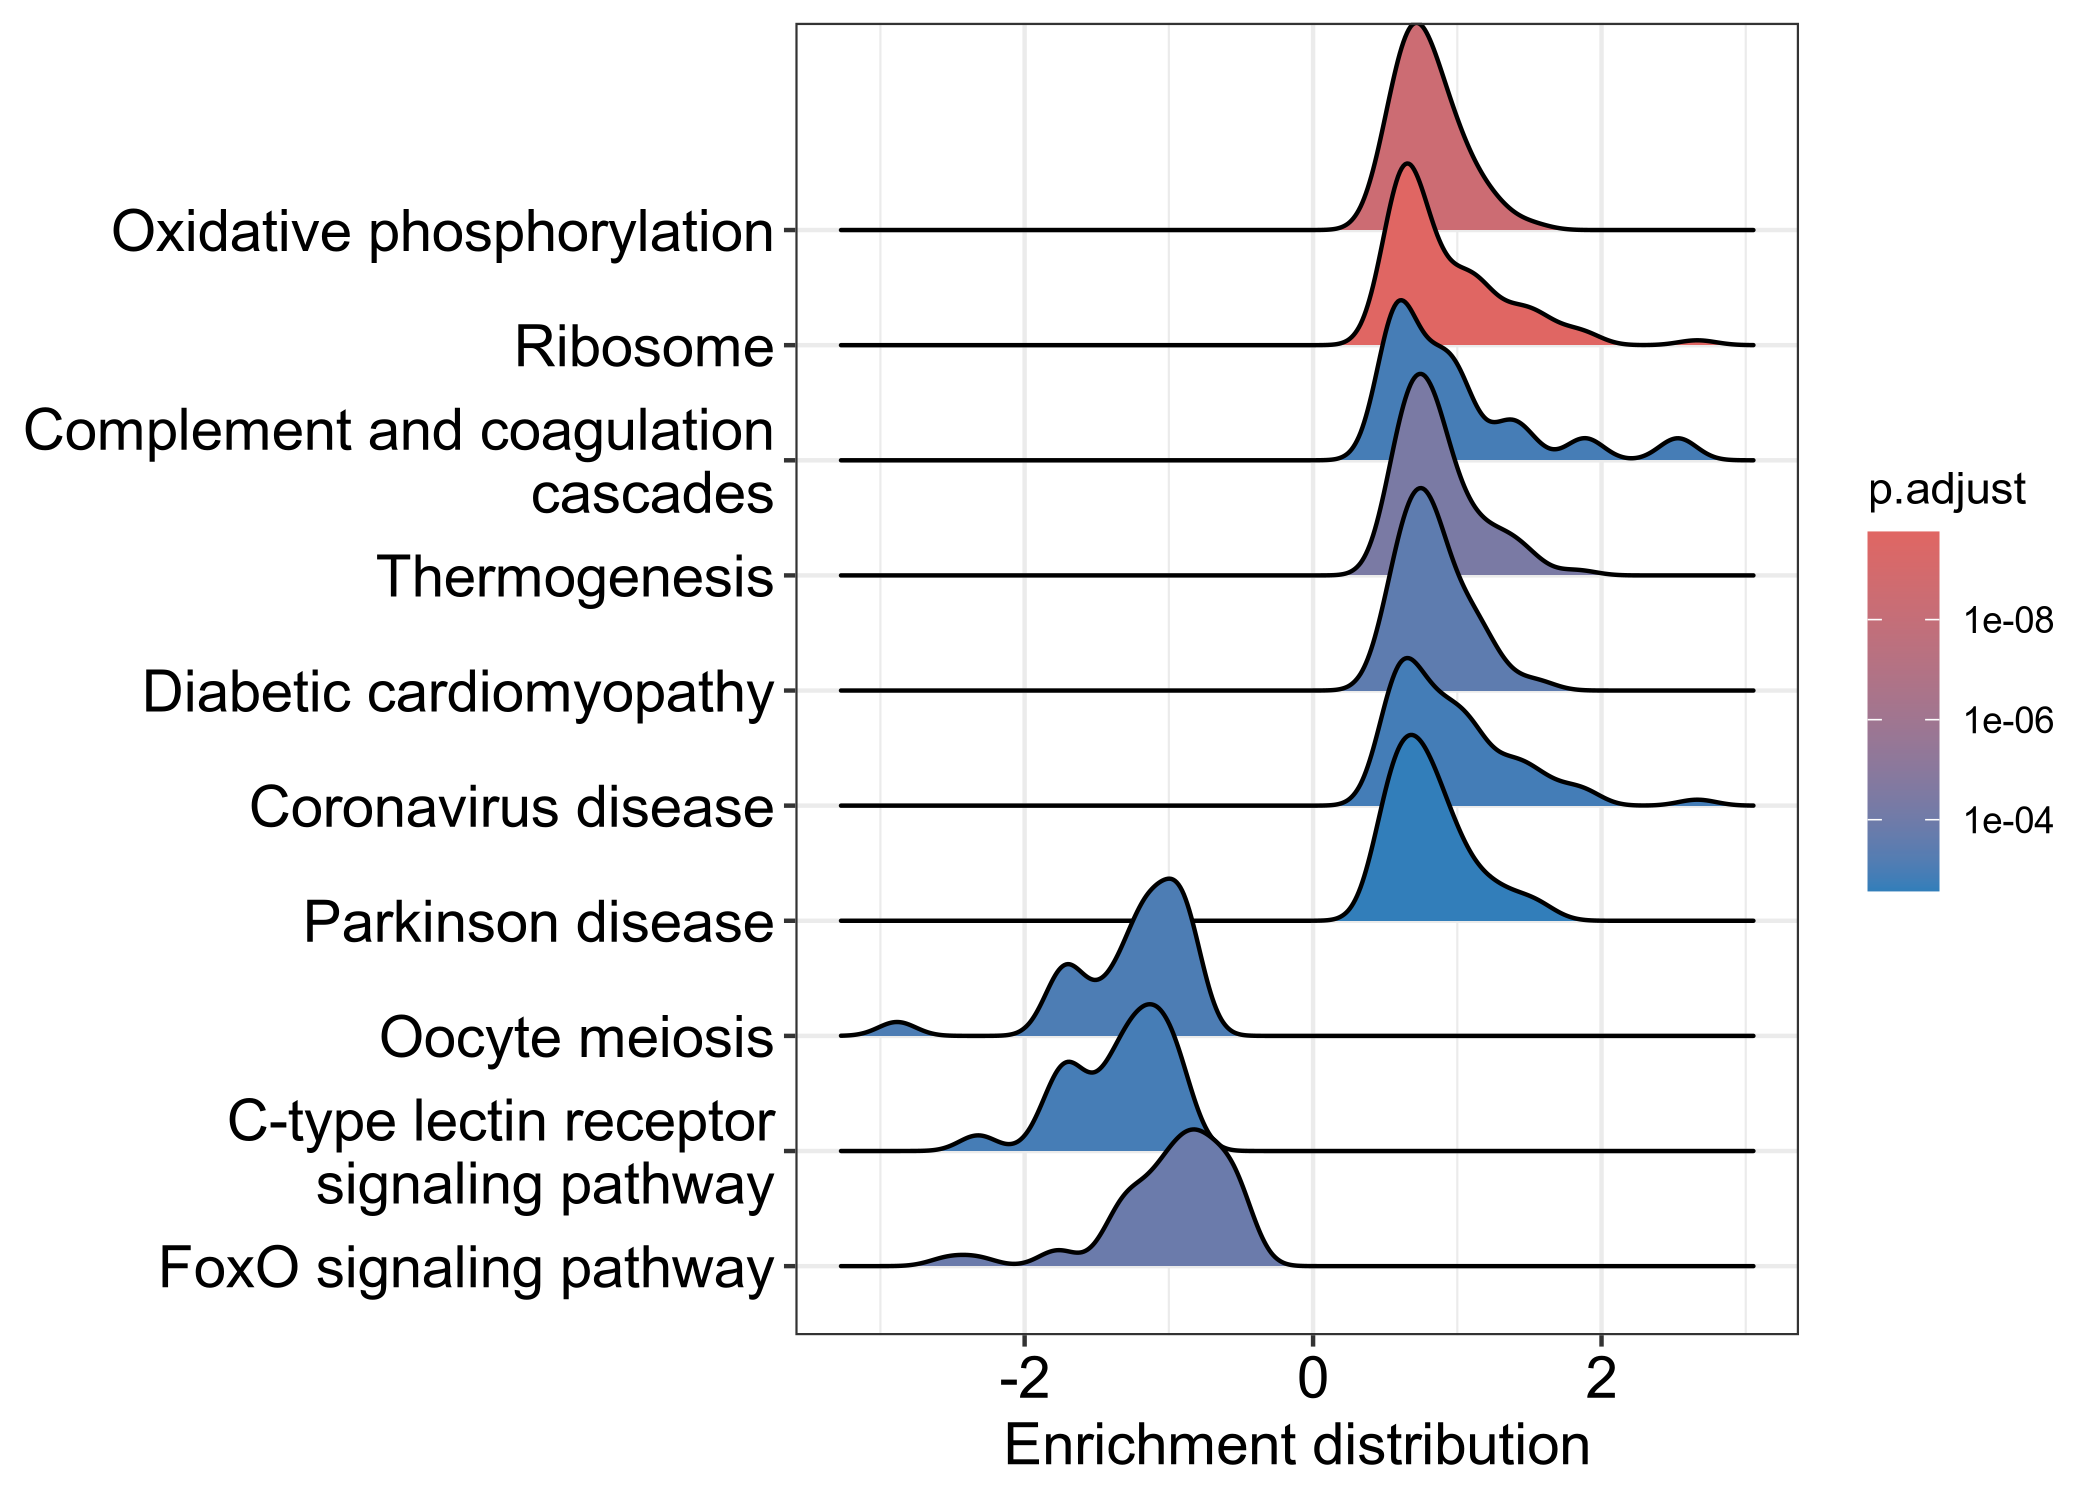 Oxidative phosphorylation
Ribosome
Complement and coagulation
cascades
Thermogenesis
Diabetic cardiomyopathy
Coronavirus disease
Parkinson disease
Oocyte meiosis
C-type lectin receptor
signaling pathway
FoxO signaling pathway
-2 0 2
Enrichment distribution
p.adjust
1e-08
1e-06
1e-04